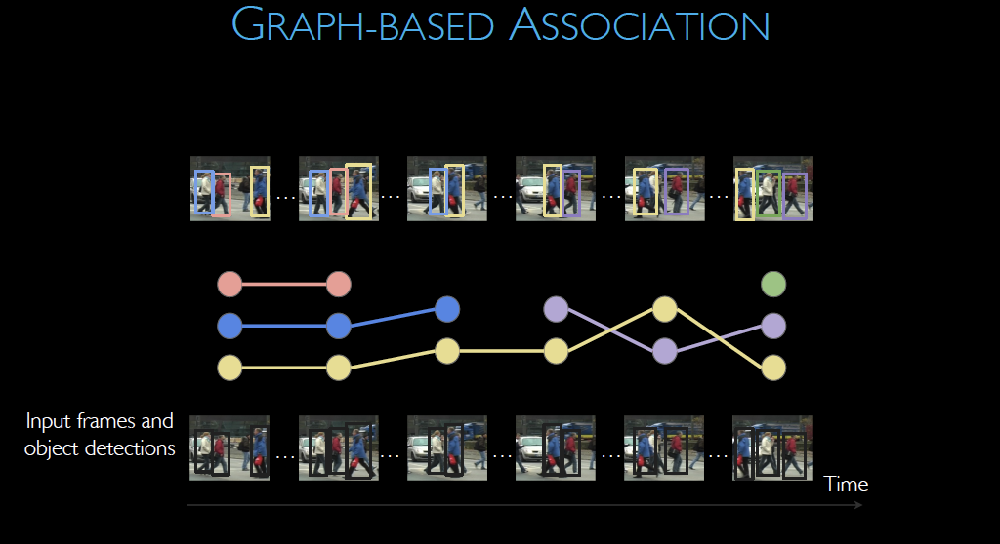 GRAPH-BASED ASSOCIATION
... ... ... ... ...
Input frames and
object detections
... ... ... ... ...
Time